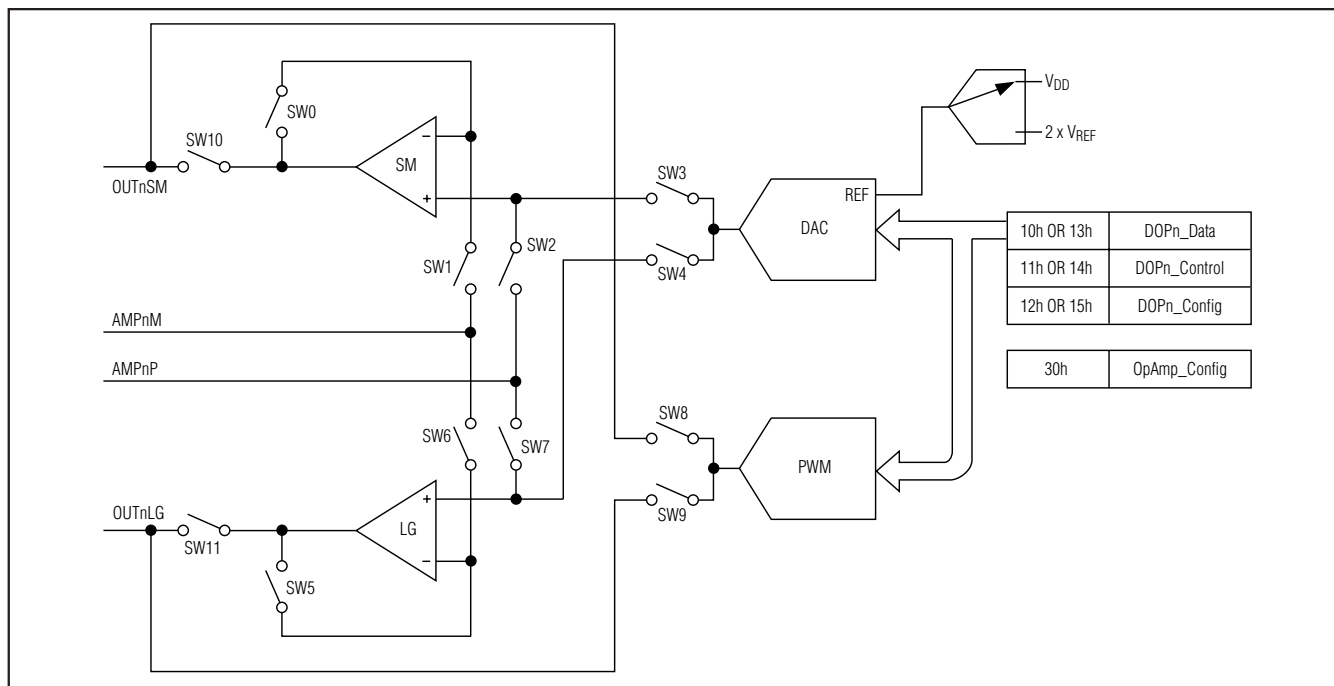 VDD
2 x VREF
SW0
SW10
OUTnSM
−
SM
+
SW3
REF
DAC
SW4
SW1
SW2
10h OR 13h DOPn_Data
11h OR 14h DOPn_Control
12h OR 15h DOPn_Config
AMPnM
AMPnP
30h OpAmp_Config
SW6
SW7
SW8
PWM
SW9
OUTnLG
SW11
+
LG
−
SW5